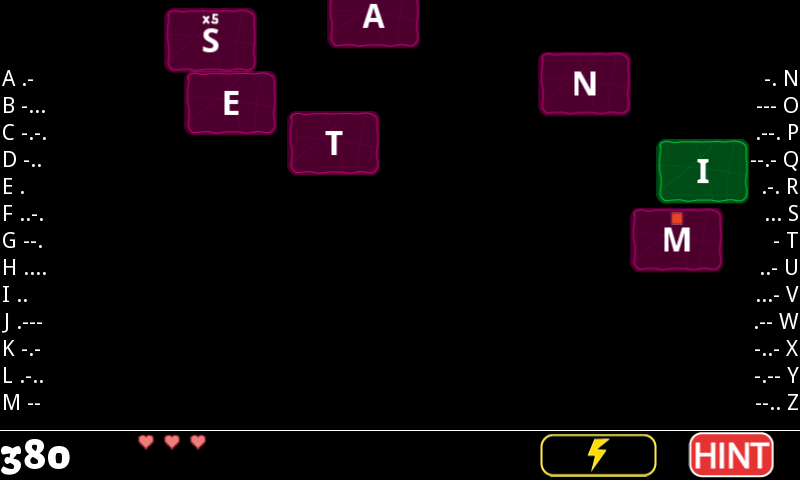 A
x5
S
N
E
T
I
M
A .-
B -...
C -.-.
D -..
E .
F ..-.
G --.
H ....
I ..
J .---
K -.-
L .-..
M --
-. N
--- O
.--. P
--.- Q
.-. R
... S
- T
..- U
...- V
.-- W
-..- X
-.-- Y
--.. Z
380
HINT